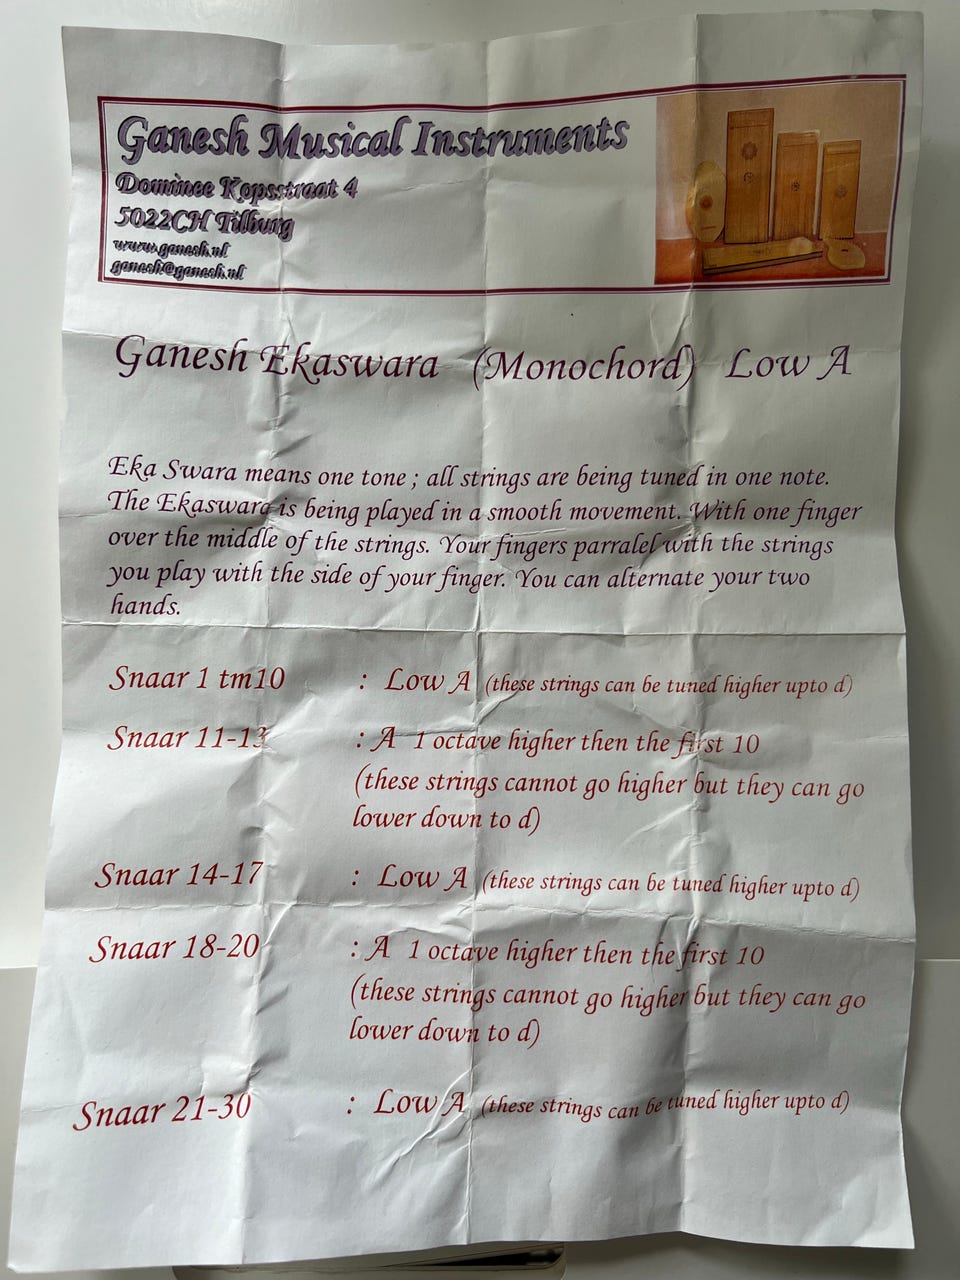 Ganesh Musical Instruments
Dominee Kopsstraat 4
5022CH Tilburg
www.ganesh.nl
ganesh@ganesh.nl
Ganesh Ekaswara (Monochord) Low A
Eka Swara means one tone ; all strings are being tuned in one note.
The Ekaswara is being played in a smooth movement. With one finger
over the middle of the strings. Your fingers parralel with the strings
you play with the side of your finger. You can alternate your two
hands.
Snaar 1 tm10 : Low A (these strings can be tuned higher upto d)
Snaar 11-13 : A 1 octave higher then the first 10
(these strings cannot go higher but they can go
lower down to d)
Snaar 14-17 : Low A (these strings can be tuned higher upto d)
Snaar 18-20 : A 1 octave higher then the first 10
(these strings cannot go higher but they can go
lower down to d)
Snaar 21-30 : Low A (these strings can be tuned higher upto d)